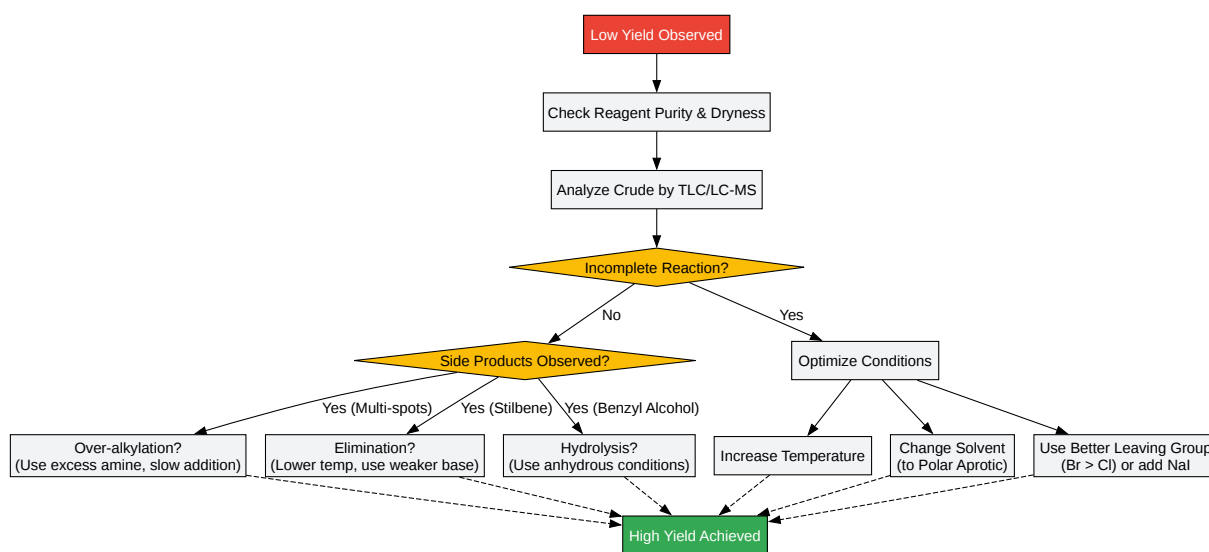 Low Yield Observed
Check Reagent Purity & Dryness
Analyze Crude by TLC/LC-MS
Incomplete Reaction?
No
Yes
Side Products Observed?
Optimize Conditions
Yes (Multi-spots)
Yes (Stilbene)
Yes (Benzyl Alcohol)
Over-alkylation?
(Use excess amine, slow addition)
Elimination?
(Lower temp, use weaker base)
Hydrolysis?
(Use anhydrous conditions)
Increase Temperature
Change Solvent
(to Polar Aprotic)
Use Better Leaving Group
(Br > Cl) or add NaI
High Yield Achieved